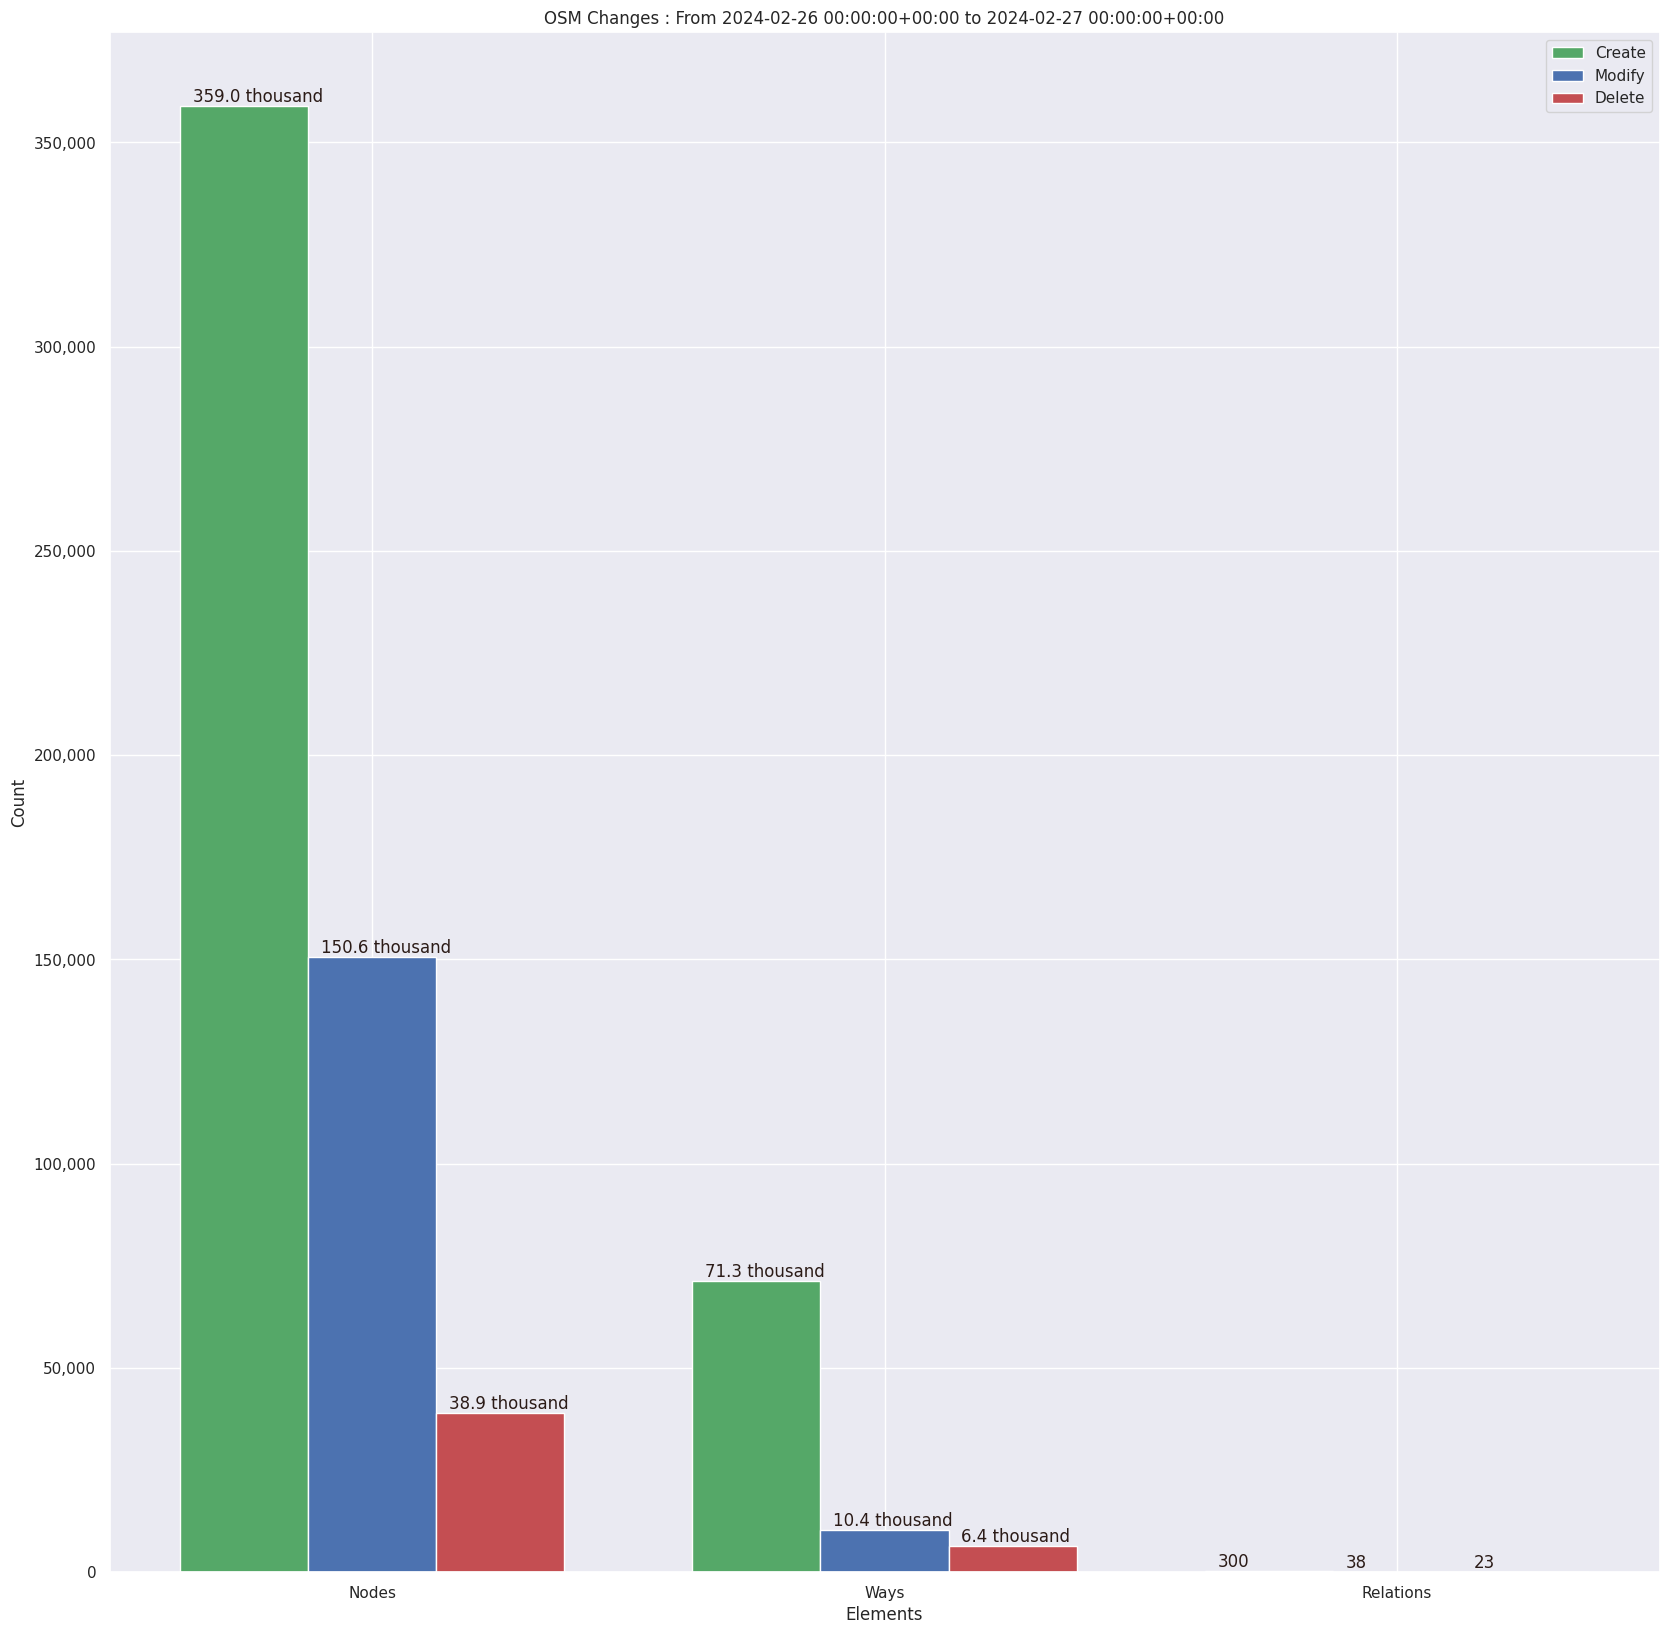 OSM Changes : From 2024-02-26 00:00:00+00:00 to 2024-02-27 00:00:00+00:00
Create
Modify
Delete
359.0 thousand
150.6 thousand
38.9 thousand
71.3 thousand
10.4 thousand
6.4 thousand
300
38
23
350,000
300,000
250,000
200,000
150,000
100,000
50,000
0
Count
Nodes
Ways
Relations
Elements